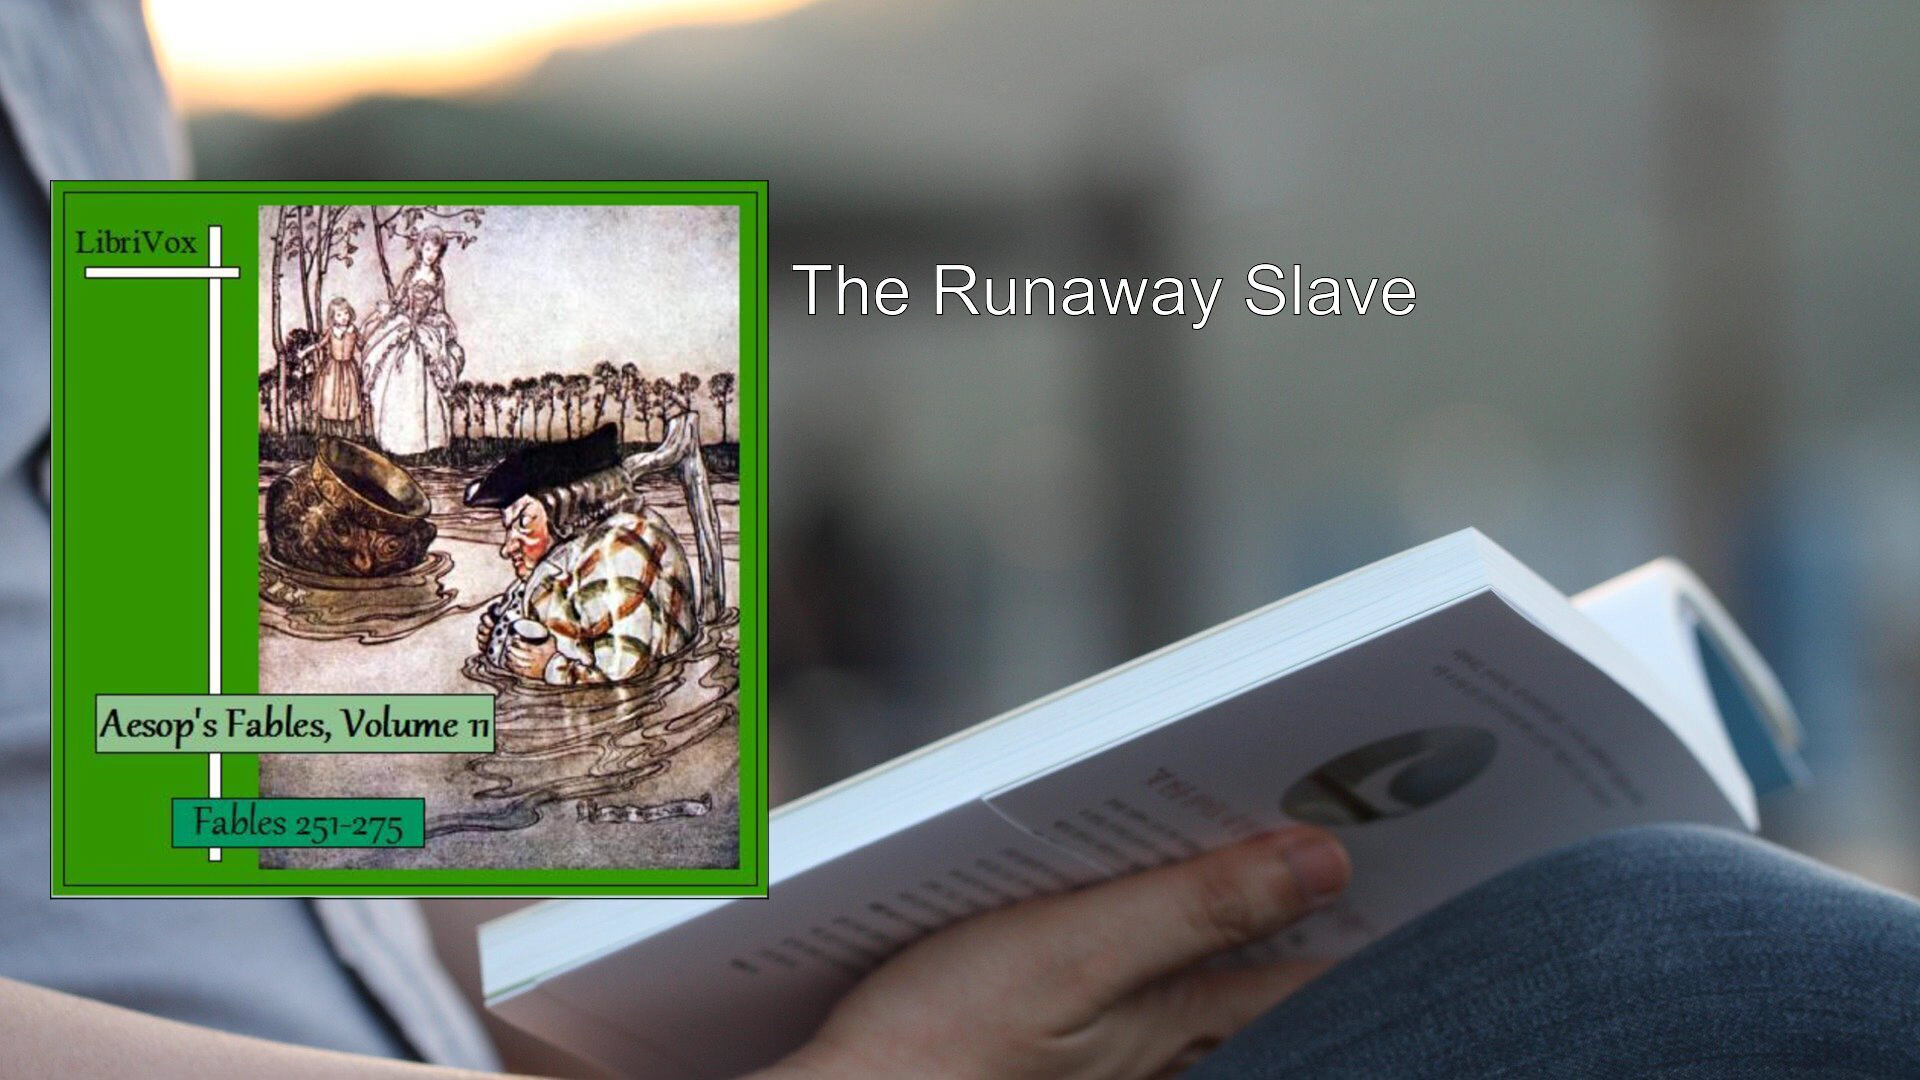 LibriVox
The Runaway Slave
Aesop's Fables, Volume 11
Fables 251-275